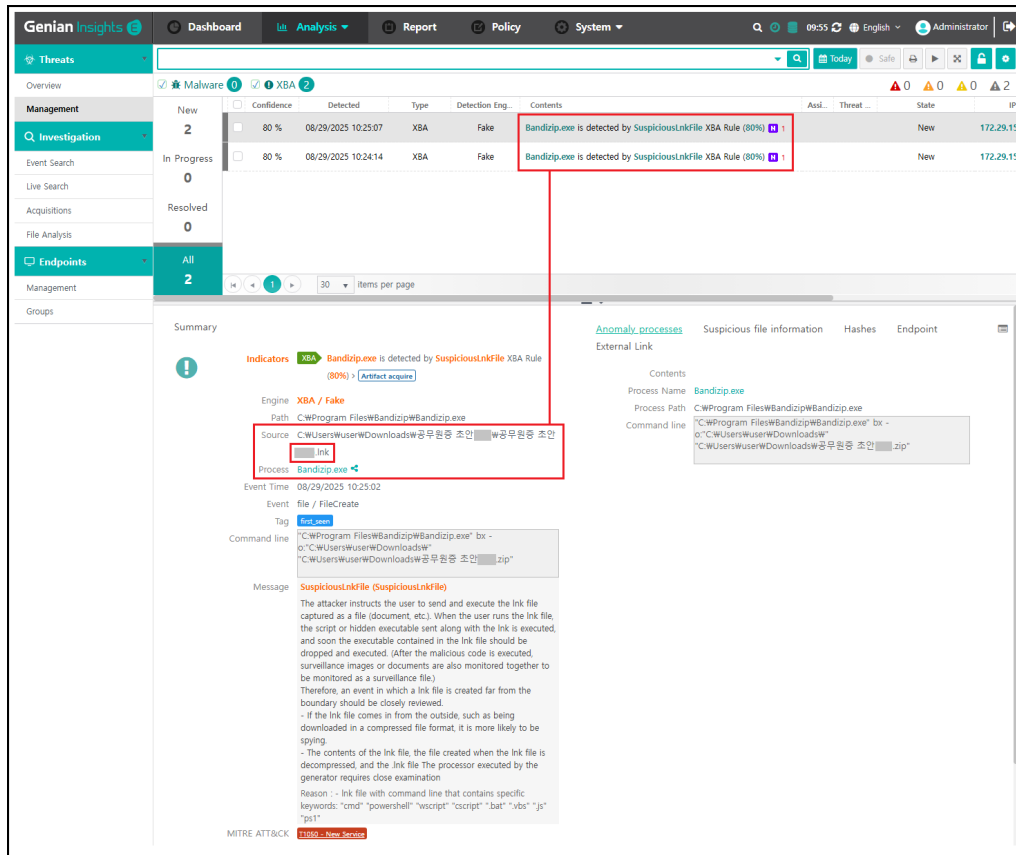 Genian Insights E
Dashboard
Analysis
Report
Policy
System
09:55
English
Administrator
Threats
Overview
Management
Investigation
Event Search
Live Search
Acquisitions
File Analysis
Endpoints
Management
Groups
Today
Safe
Malware 0
XBA 2
0
0
0
2
New
2
In Progress
0
Resolved
0
All
2
Confidence Detected Type Detection Eng... Contents Assi... Threat ... State IP
80 % 08/29/2025 10:25:07 XBA Fake Bandizip.exe is detected by SuspiciousLnkFile XBA Rule (80%) N 1 New 172.29.15
80 % 08/29/2025 10:24:14 XBA Fake Bandizip.exe is detected by SuspiciousLnkFile XBA Rule (80%) N 1 New 172.29.15
1 30 items per page
Summary
Indicators XBA Bandizip.exe is detected by SuspiciousLnkFile XBA Rule
(80%) > Artifact acquire
Engine XBA / Fake
Path C:₩Program Files₩Bandizip₩Bandizip.exe
Source C:₩Users₩user₩Downloads₩공무원증 조안 ₩공무원증 조안
.lnk
Process Bandizip.exe
Event Time 08/29/2025 10:25:02
Event file / FileCreate
Tag first_seen
Command line "C:₩Program Files₩Bandizip₩Bandizip.exe" bx -
o:"C:₩Users₩user₩Downloads₩"
"C:₩Users₩user₩Downloads₩공무원증 조안 .zip"
Message SuspiciousLnkFile (SuspiciousLnkFile)
The attacker instructs the user to send and execute the lnk file
captured as a file (document, etc.). When the user runs the lnk file,
the script or hidden executable sent along with the lnk is executed,
and soon the executable contained in the lnk file should be
dropped and executed. (After the malicious code is executed,
surveillance images or documents are also monitored together to
be monitored as a surveillance file.)
Therefore, an event in which a lnk file is created far from the
boundary should be closely reviewed.
- If the lnk file comes in from the outside, such as being
downloaded in a compressed file format, it is more likely to be
spying.
- The contents of the lnk file, the file created when the lnk file is
decompressed, and the .lnk file The processor executed by the
generator requires close examination
Reason : - lnk file with command line that contains specific
keywords: "cmd" "powershell" "wscript" "cscript" ".bat" ".vbs" ".js"
"ps1"
MITRE ATT&CK T1050 - New Service
Anomaly processes Suspicious file information Hashes Endpoint
External Link
Contents
Process Name Bandizip.exe
Process Path C:₩Program Files₩Bandizip₩Bandizip.exe
Command line "C:₩Program Files₩Bandizip₩Bandizip.exe" bx -
o:"C:₩Users₩user₩Downloads₩"
"C:₩Users₩user₩Downloads₩공무원증 조안 .zip"